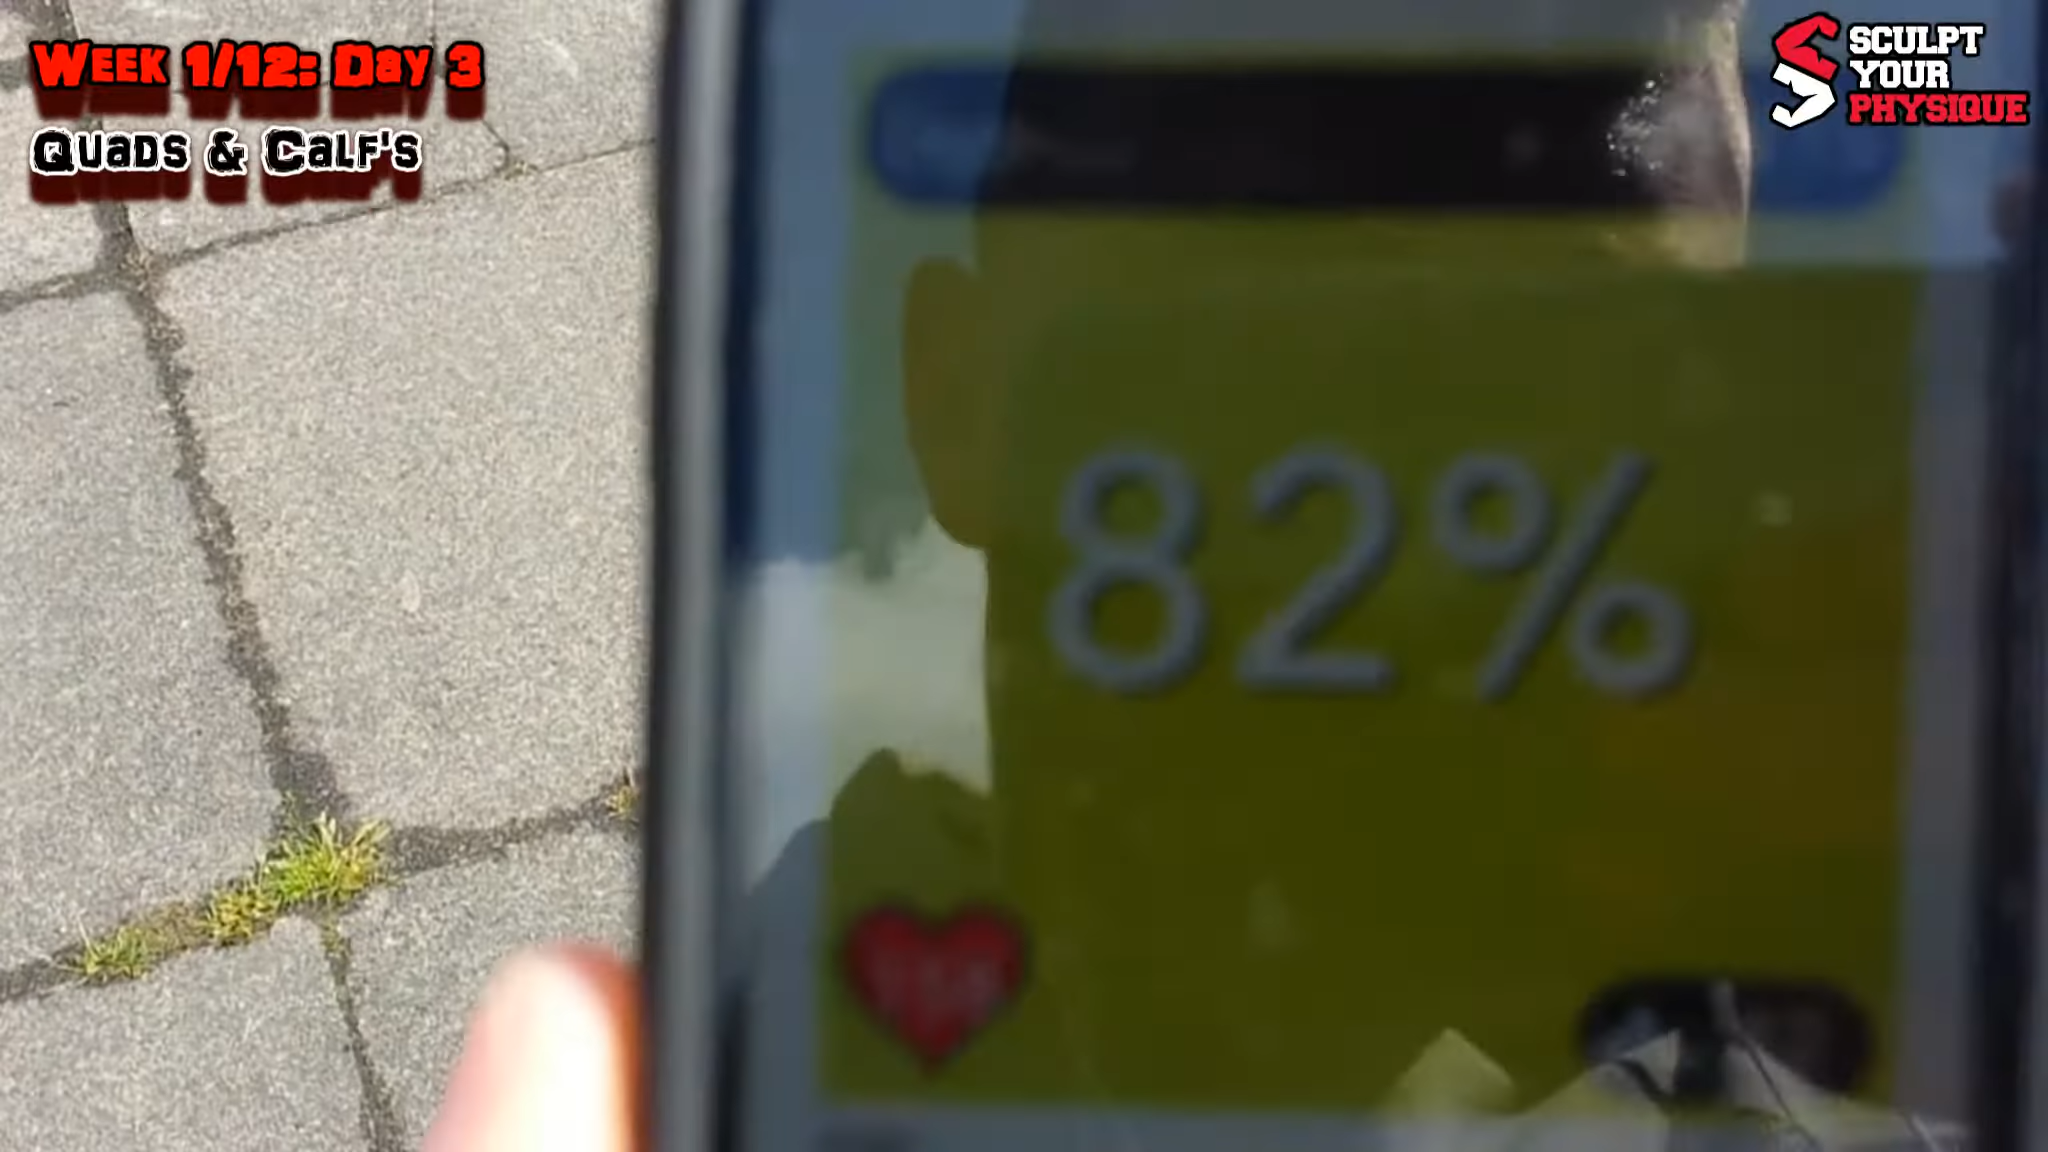 Week 1/12: Day 3
Quads & Calf's
SCULPT
YOUR
PHYSIQUE
82%